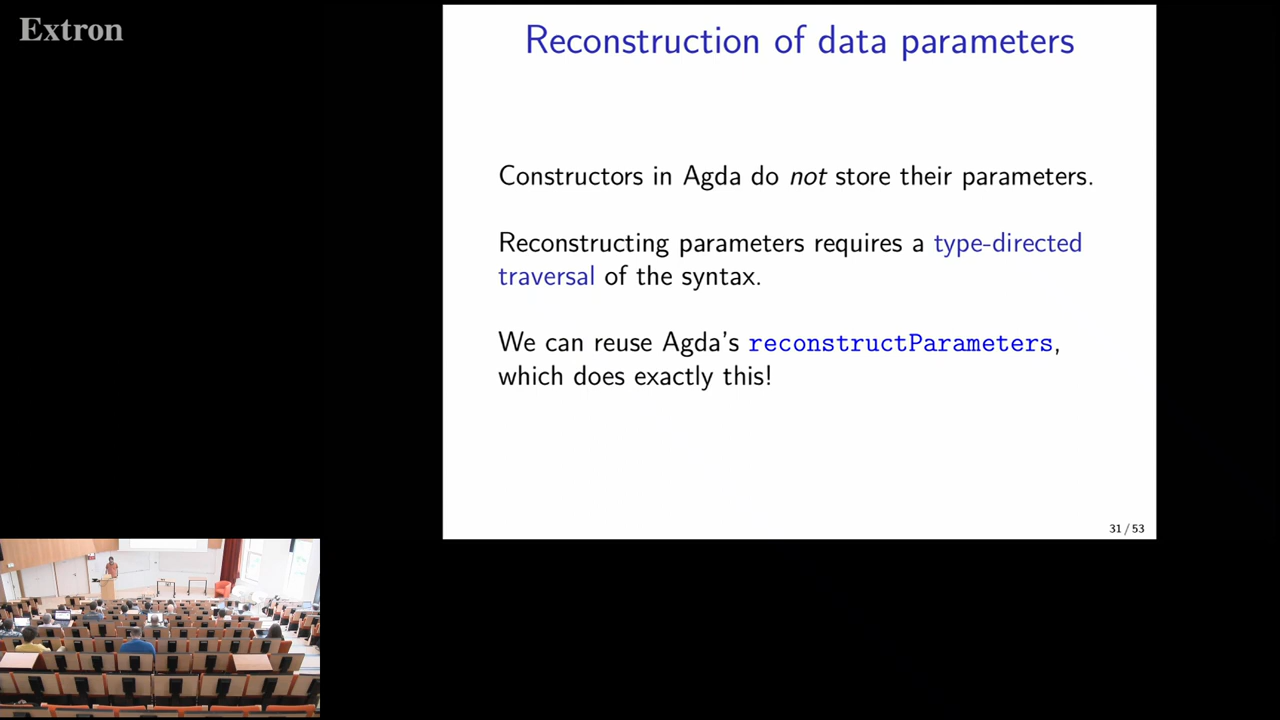 Extron
Reconstruction of data parameters
Constructors in Agda do not store their parameters.
Reconstructing parameters requires a type-directed
traversal of the syntax.
We can reuse Agda's reconstructParameters,
which does exactly this!
31 / 53